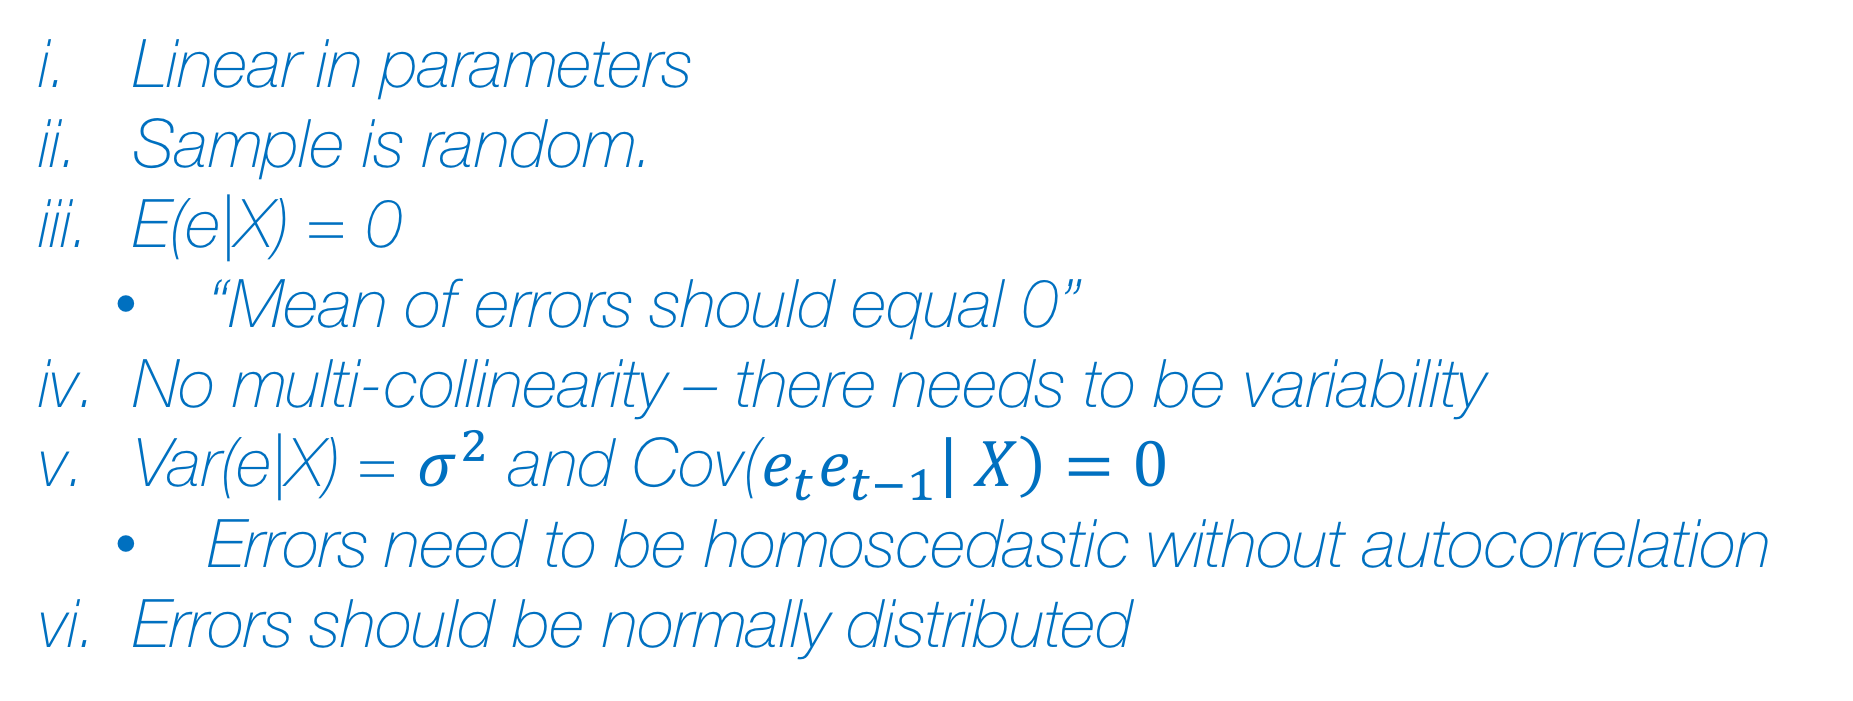 i. Linear in parameters
ii. Sample is random.
iii. E(e|X) = 0
• “Mean of errors should equal 0”
iv. No multi-collinearity – there needs to be variability
v. Var(e|X) = σ² and Cov(eₜeₜ₋₁| X) = 0
• Errors need to be homoscedastic without autocorrelation
vi. Errors should be normally distributed